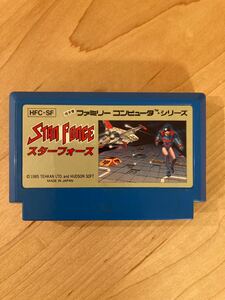 HFC-SF
ファミリー コンピュータ™シリーズ
STAR FORCE
スターフォース
© 1985 TEHKAN LTD. and HUDSON SOFT
MADE IN JAPAN